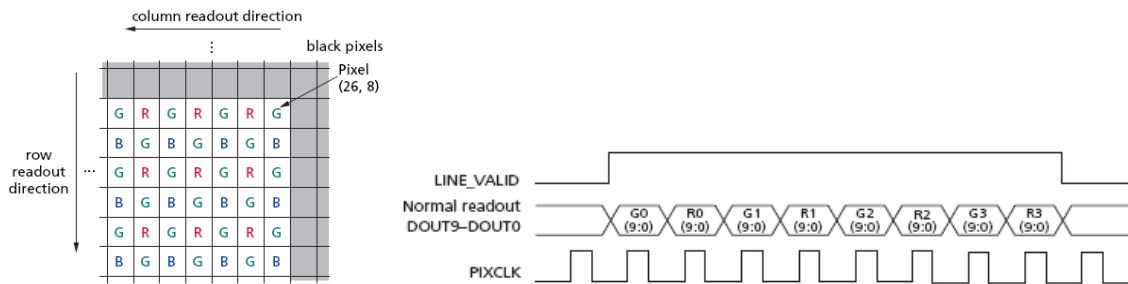 column readout direction
⋮
black pixels
Pixel
(26, 8)
row
readout
direction
...
G R G R G R G
B G B G B G B
G R G R G R G
B G B G B G B
G R G R G R G
B G B G B G B
LINE_VALID
Normal readout
DOUT9–DOUT0
G0 R0 G1 R1 G2 R2 G3 R3
(9:0) (9:0) (9:0) (9:0) (9:0) (9:0) (9:0) (9:0)
PIXCLK